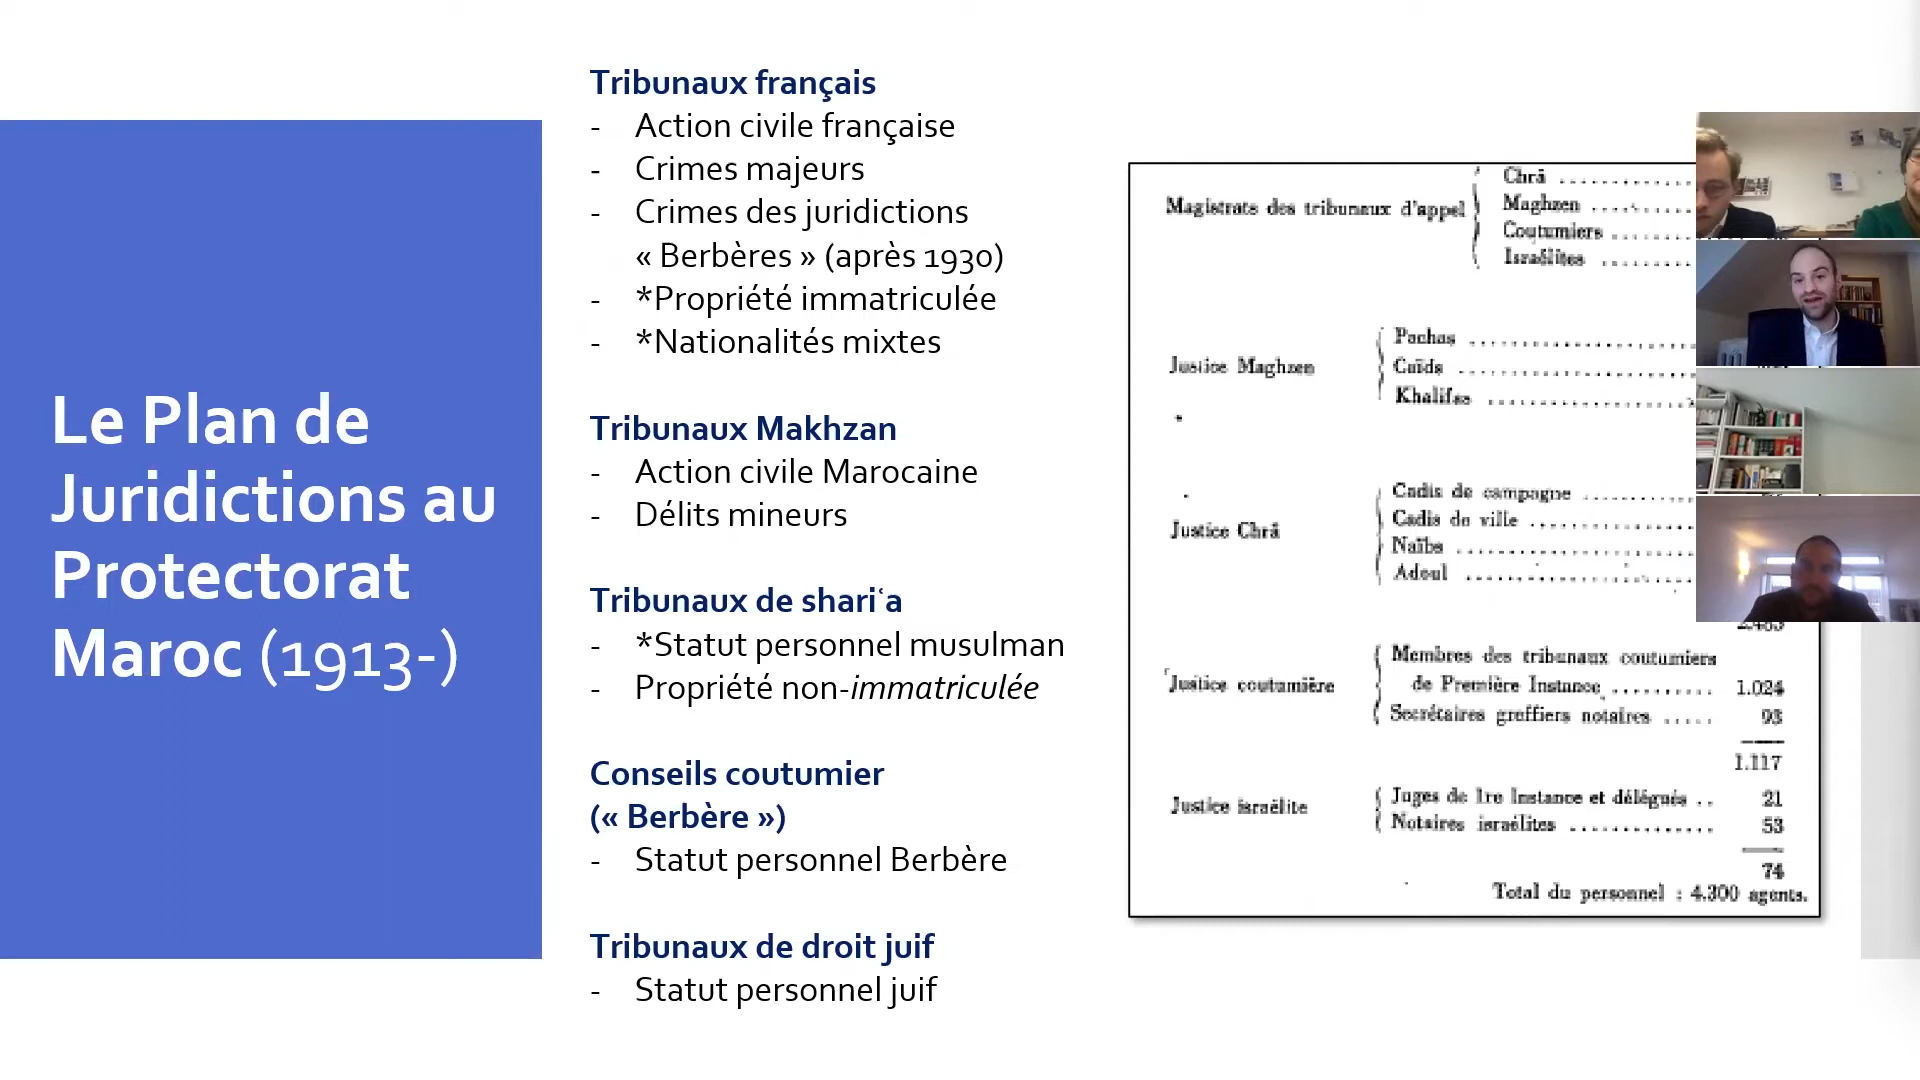 Le Plan de
Juridictions au
Protectorat
Maroc (1913-)
Tribunaux français
- Action civile française
- Crimes majeurs
- Crimes des juridictions
« Berbères » (après 1930)
- *Propriété immatriculée
- *Nationalités mixtes
Tribunaux Makhzan
- Action civile Marocaine
- Délits mineurs
Tribunaux de shariʿa
- *Statut personnel musulman
- Propriété non-immatriculée
Conseils coutumier
(« Berbère »)
- Statut personnel Berbère
Tribunaux de droit juif
- Statut personnel juif
Magistrats des tribunaux d'appel
Chrâ
Maghzen
Coutumiers
Israélites
Justice Maghzen
Pachas
Caïds
Khalifas
Justice Chrâ
Cadis de campagne
Cadis de ville
Naïbs
Adoul
Justice coutumière
Membres des tribunaux coutumiers
de Première Instance 1.024
Secrétaires greffiers notaires 93
1.117
Justice israélite
Juges de 1re Instance et délégués 21
Notaires israélites 53
74
Total du personnel : 4.300 agents.